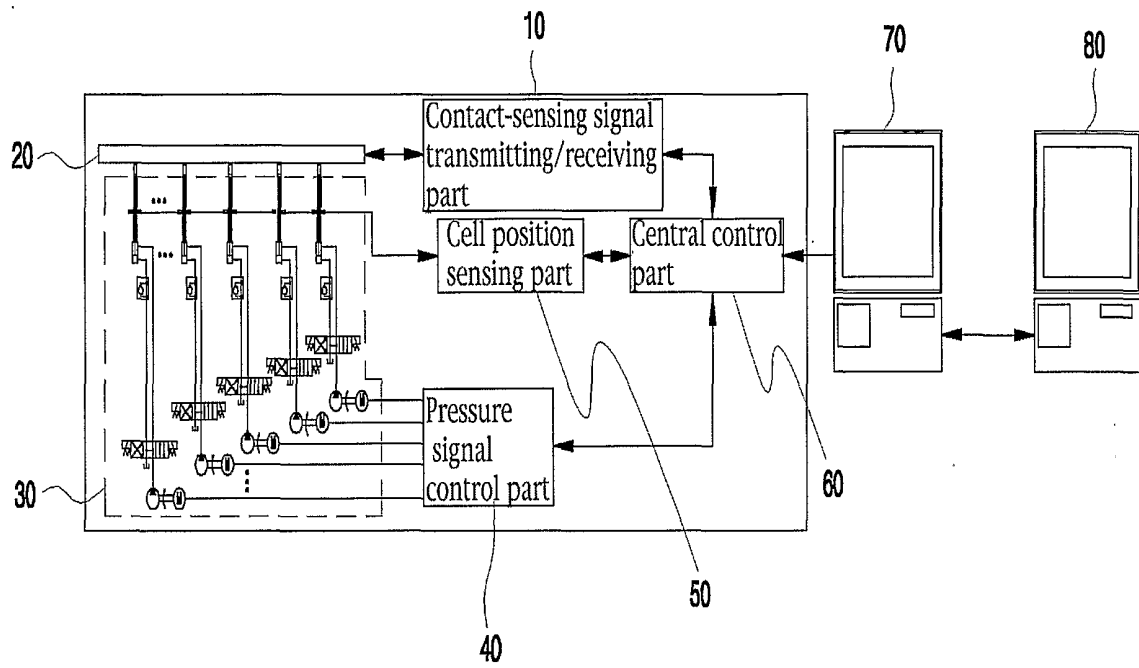 10
70
80
20
Contact-sensing signal
transmitting/receiving
part
Cell position
sensing part
Central control
part
Pressure
signal
control part
30
60
50
40